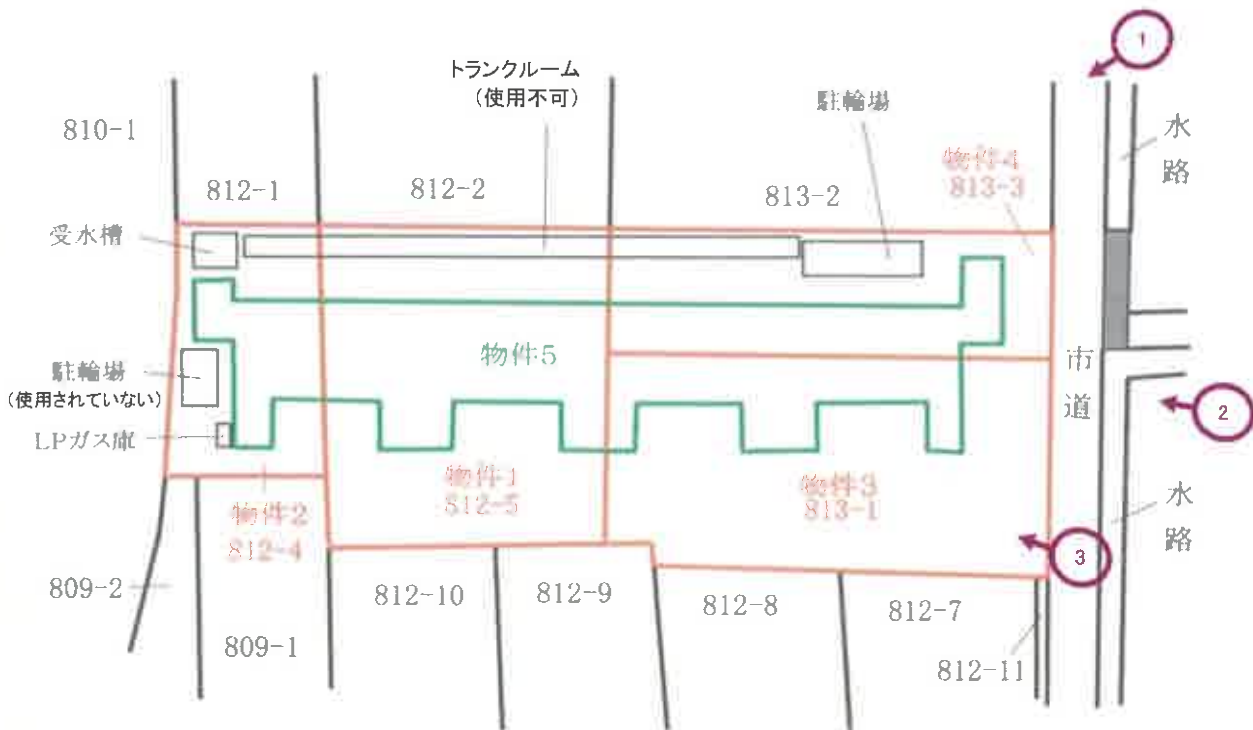 ①
トランクルーム
（使用不可）
駐輪場
水路
810-1
物件4
813-3
812-1
812-2
813-2
受水槽
物件5
市道
駐輪場
（使用されていない）
②
LPガス庫
物件1
812-5
物件3
813-1
水路
物件2
812-4
③
809-2
812-10
812-9
812-8
812-7
809-1
812-11